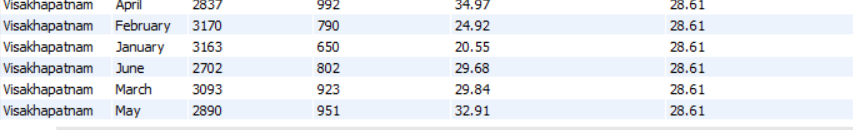 Visakhapatnam April 2837 992 34.97 28.61
Visakhapatnam February 3170 790 24.92 28.61
Visakhapatnam January 3163 650 20.55 28.61
Visakhapatnam June 2702 802 29.68 28.61
Visakhapatnam March 3093 923 29.84 28.61
Visakhapatnam May 2890 951 32.91 28.61